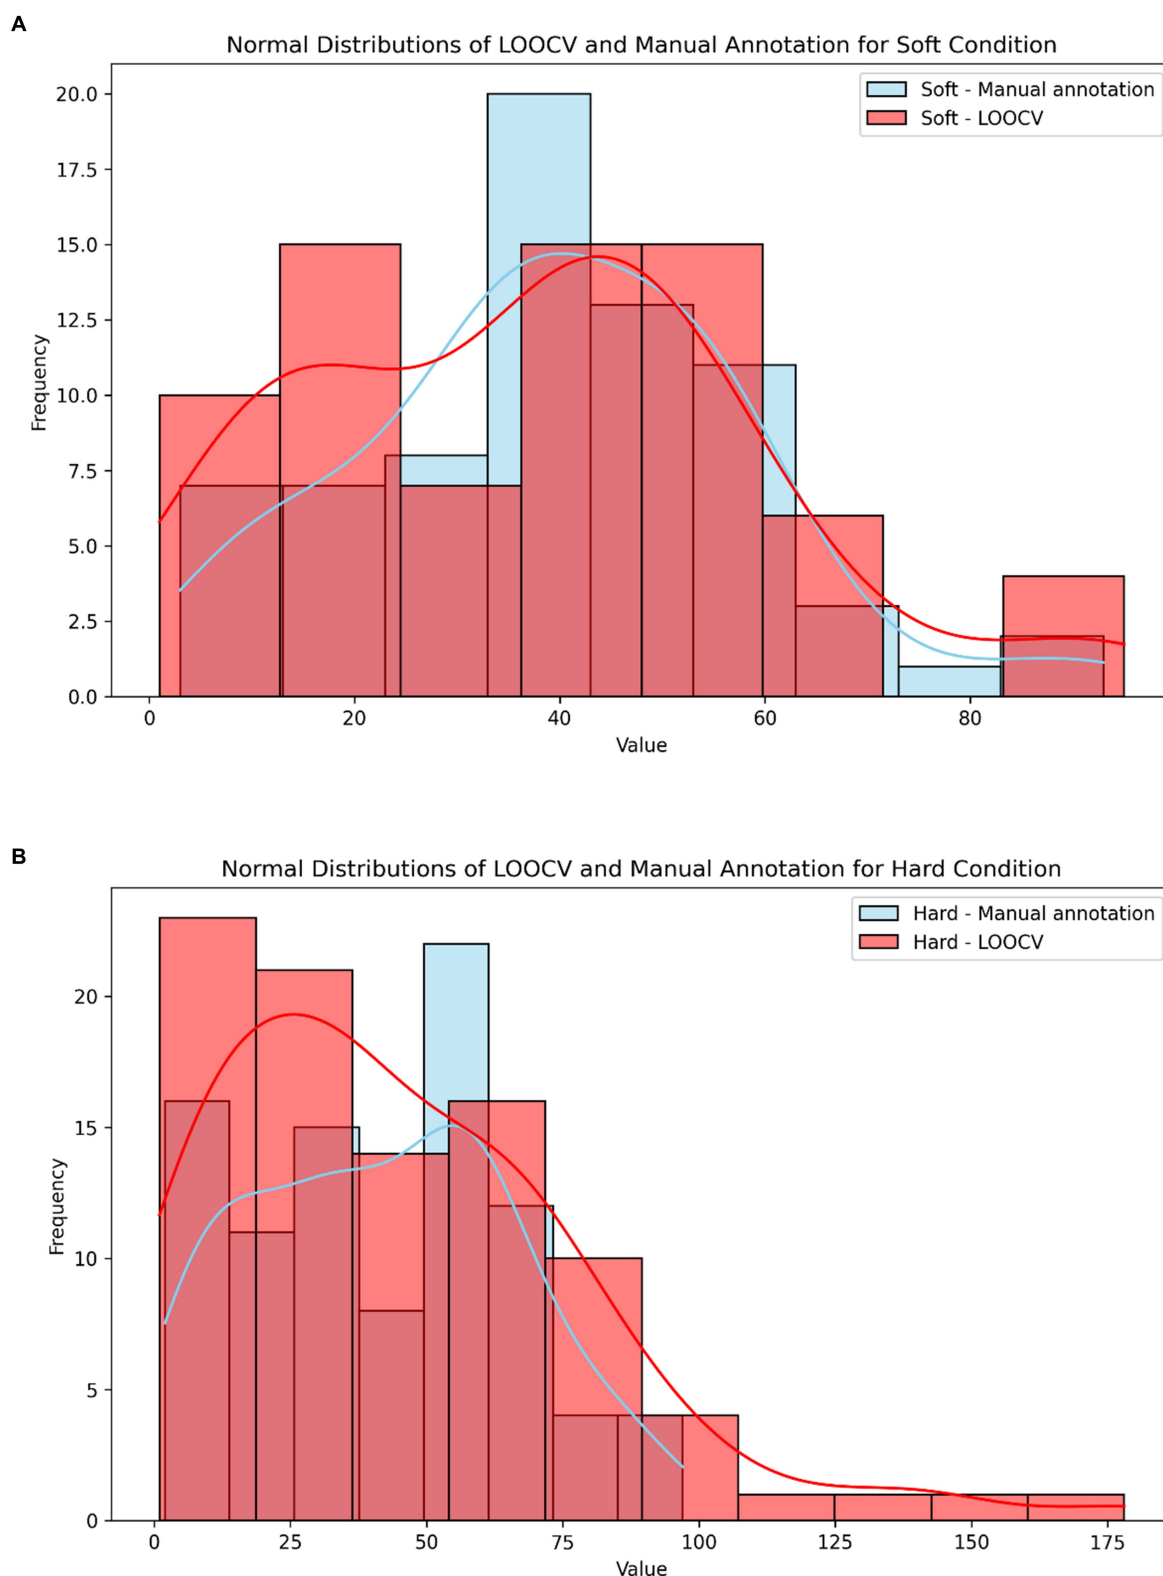 A
Normal Distributions of LOOCV and Manual Annotation for Soft Condition
Soft - Manual annotation
Soft - LOOCV
20.0
17.5
15.0
12.5
10.0
7.5
5.0
2.5
0.0
Frequency
0 20 40 60 80
Value
B
Normal Distributions of LOOCV and Manual Annotation for Hard Condition
Hard - Manual annotation
Hard - LOOCV
20
15
10
5
0
Frequency
0 25 50 75 100 125 150 175
Value